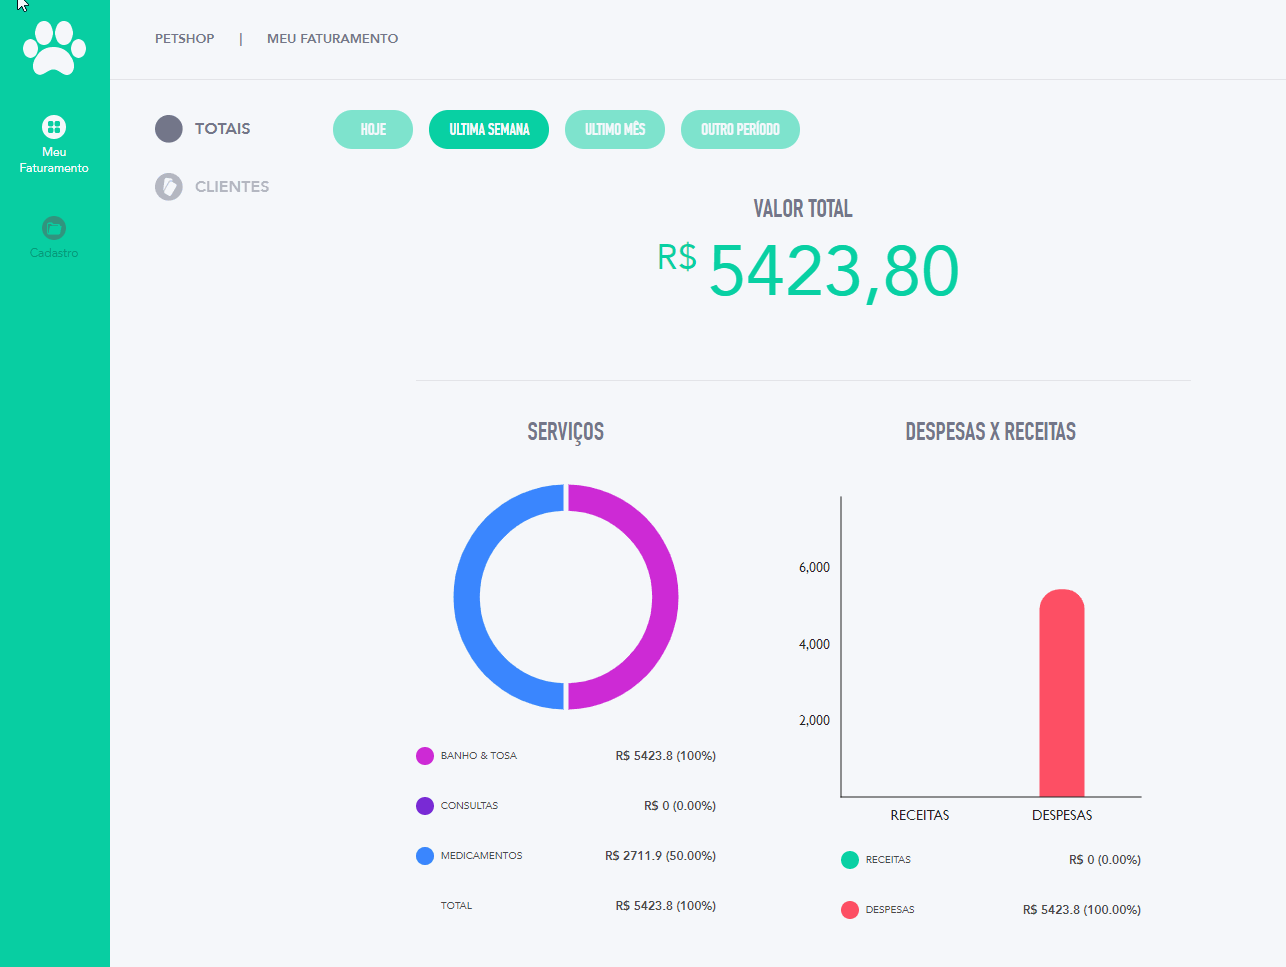 PETSHOP | MEU FATURAMENTO
Meu
Faturamento
Cadastro
TOTAIS
CLIENTES
HOJE
ULTIMA SEMANA
ULTIMO MÊS
OUTRO PERÍODO
VALOR TOTAL
R$ 5423,80
SERVIÇOS
BANHO & TOSA R$ 5423.8 (100%)
CONSULTAS R$ 0 (0.00%)
MEDICAMENTOS R$ 2711.9 (50.00%)
TOTAL R$ 5423.8 (100%)
DESPESAS X RECEITAS
6,000
4,000
2,000
RECEITAS DESPESAS
RECEITAS R$ 0 (0.00%)
DESPESAS R$ 5423.8 (100.00%)